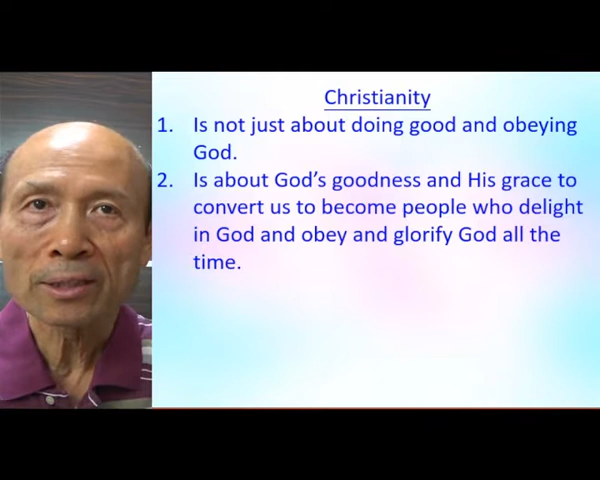 Christianity
1. Is not just about doing good and obeying
God.
2. Is about God's goodness and His grace to
convert us to become people who delight
in God and obey and glorify God all the
time.